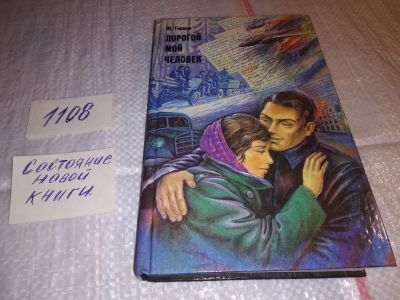 Ю. Герман
ДОРОГОЙ
МОЙ
ЧЕЛОВЕК
1108
Состояние
новой
книги.